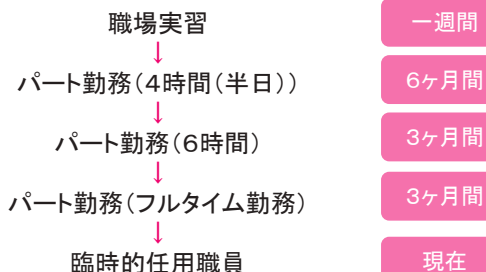 職場実習 一週間
↓
パート勤務（4時間（半日）） 6ヶ月間
↓
パート勤務（6時間） 3ヶ月間
↓
パート勤務（フルタイム勤務） 3ヶ月間
↓
臨時的任用職員 現在